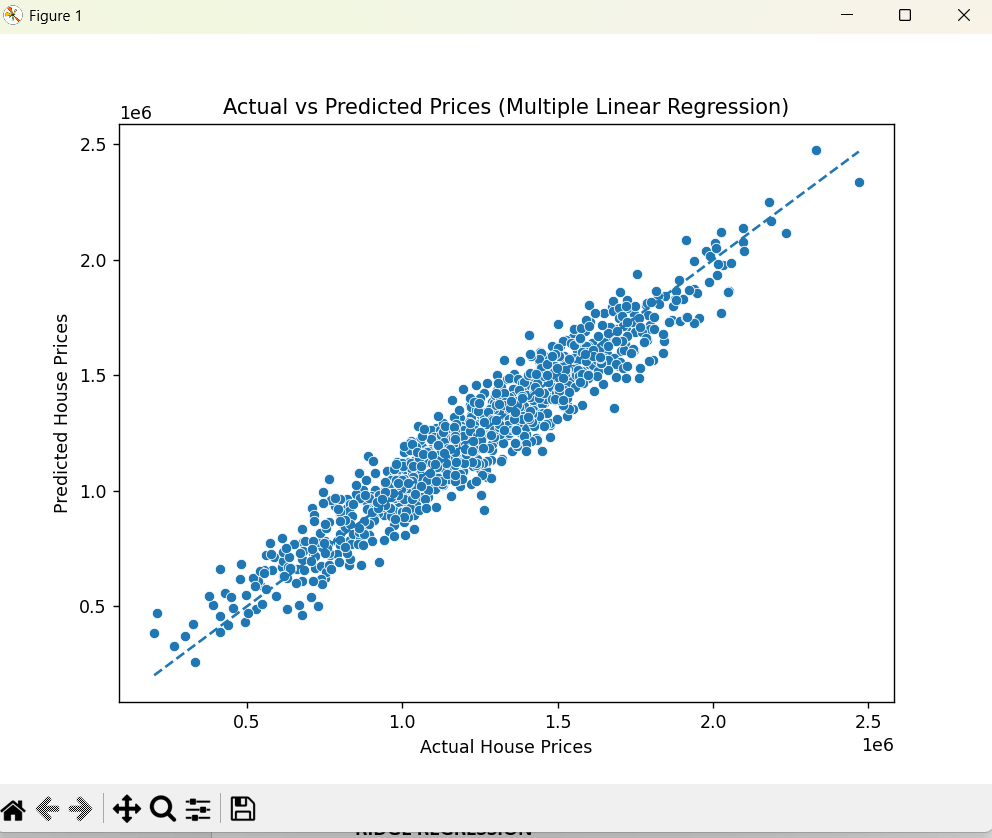 Figure 1
Actual vs Predicted Prices (Multiple Linear Regression)
1e6
2.5
2.0
1.5
1.0
0.5
Predicted House Prices
0.5 1.0 1.5 2.0 2.5
1e6
Actual House Prices
RIDGE REGRESSION